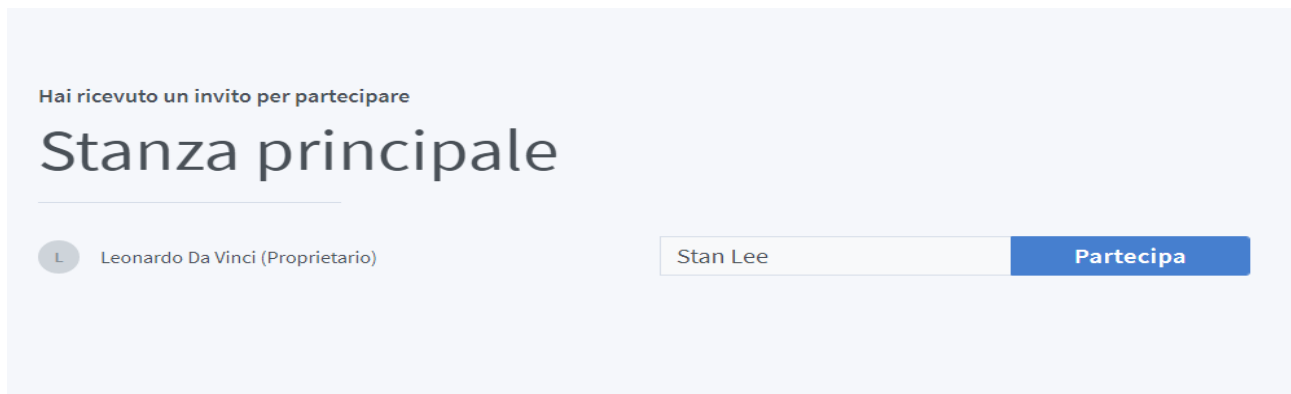 Hai ricevuto un invito per partecipare
Stanza principale
L Leonardo Da Vinci (Proprietario)
Stan Lee Partecipa